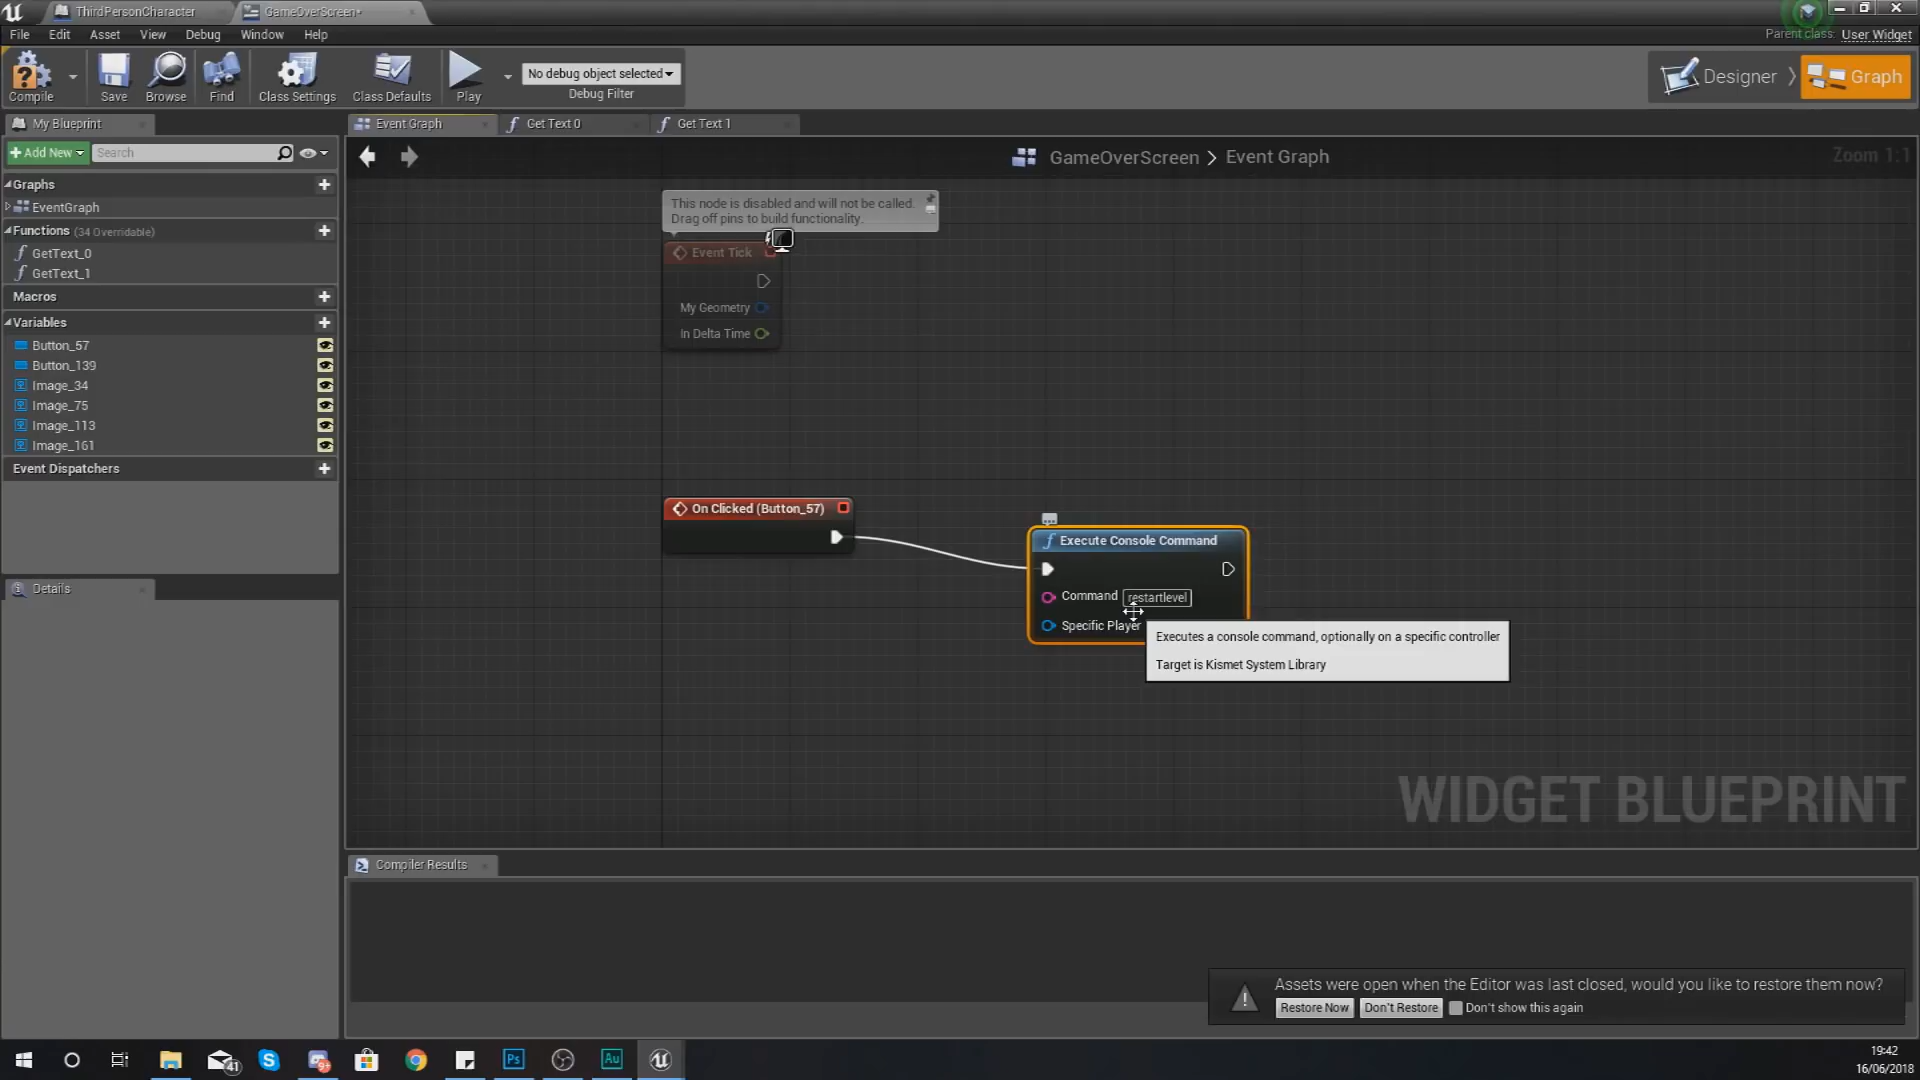 ThirdPersonCharacter
GameOverScreen*
File Edit Asset View Debug Window Help
Parent class: User Widget
Compile
Save
Browse
Find
Class Settings
Class Defaults
Play
No debug object selected
Debug Filter
Designer
Graph
My Blueprint
Event Graph
Get Text 0
Get Text 1
Add New
Search
GameOverScreen > Event Graph
Zoom 1:1
Graphs
EventGraph
Functions (34 Overridable)
GetText_0
GetText_1
Macros
Variables
Button_57
Button_139
Image_34
Image_75
Image_113
Image_161
Event Dispatchers
Details
This node is disabled and will not be called.
Drag off pins to build functionality.
Event Tick
My Geometry
In Delta Time
On Clicked (Button_57)
Execute Console Command
Command restartlevel
Specific Player
Executes a console command, optionally on a specific controller
Target is Kismet System Library
WIDGET BLUEPRINT
Compiler Results
Assets were open when the Editor was last closed, would you like to restore them now?
Restore Now
Don't Restore
Don't show this again
41
9+
Ps
Au
19:42
16/06/2018